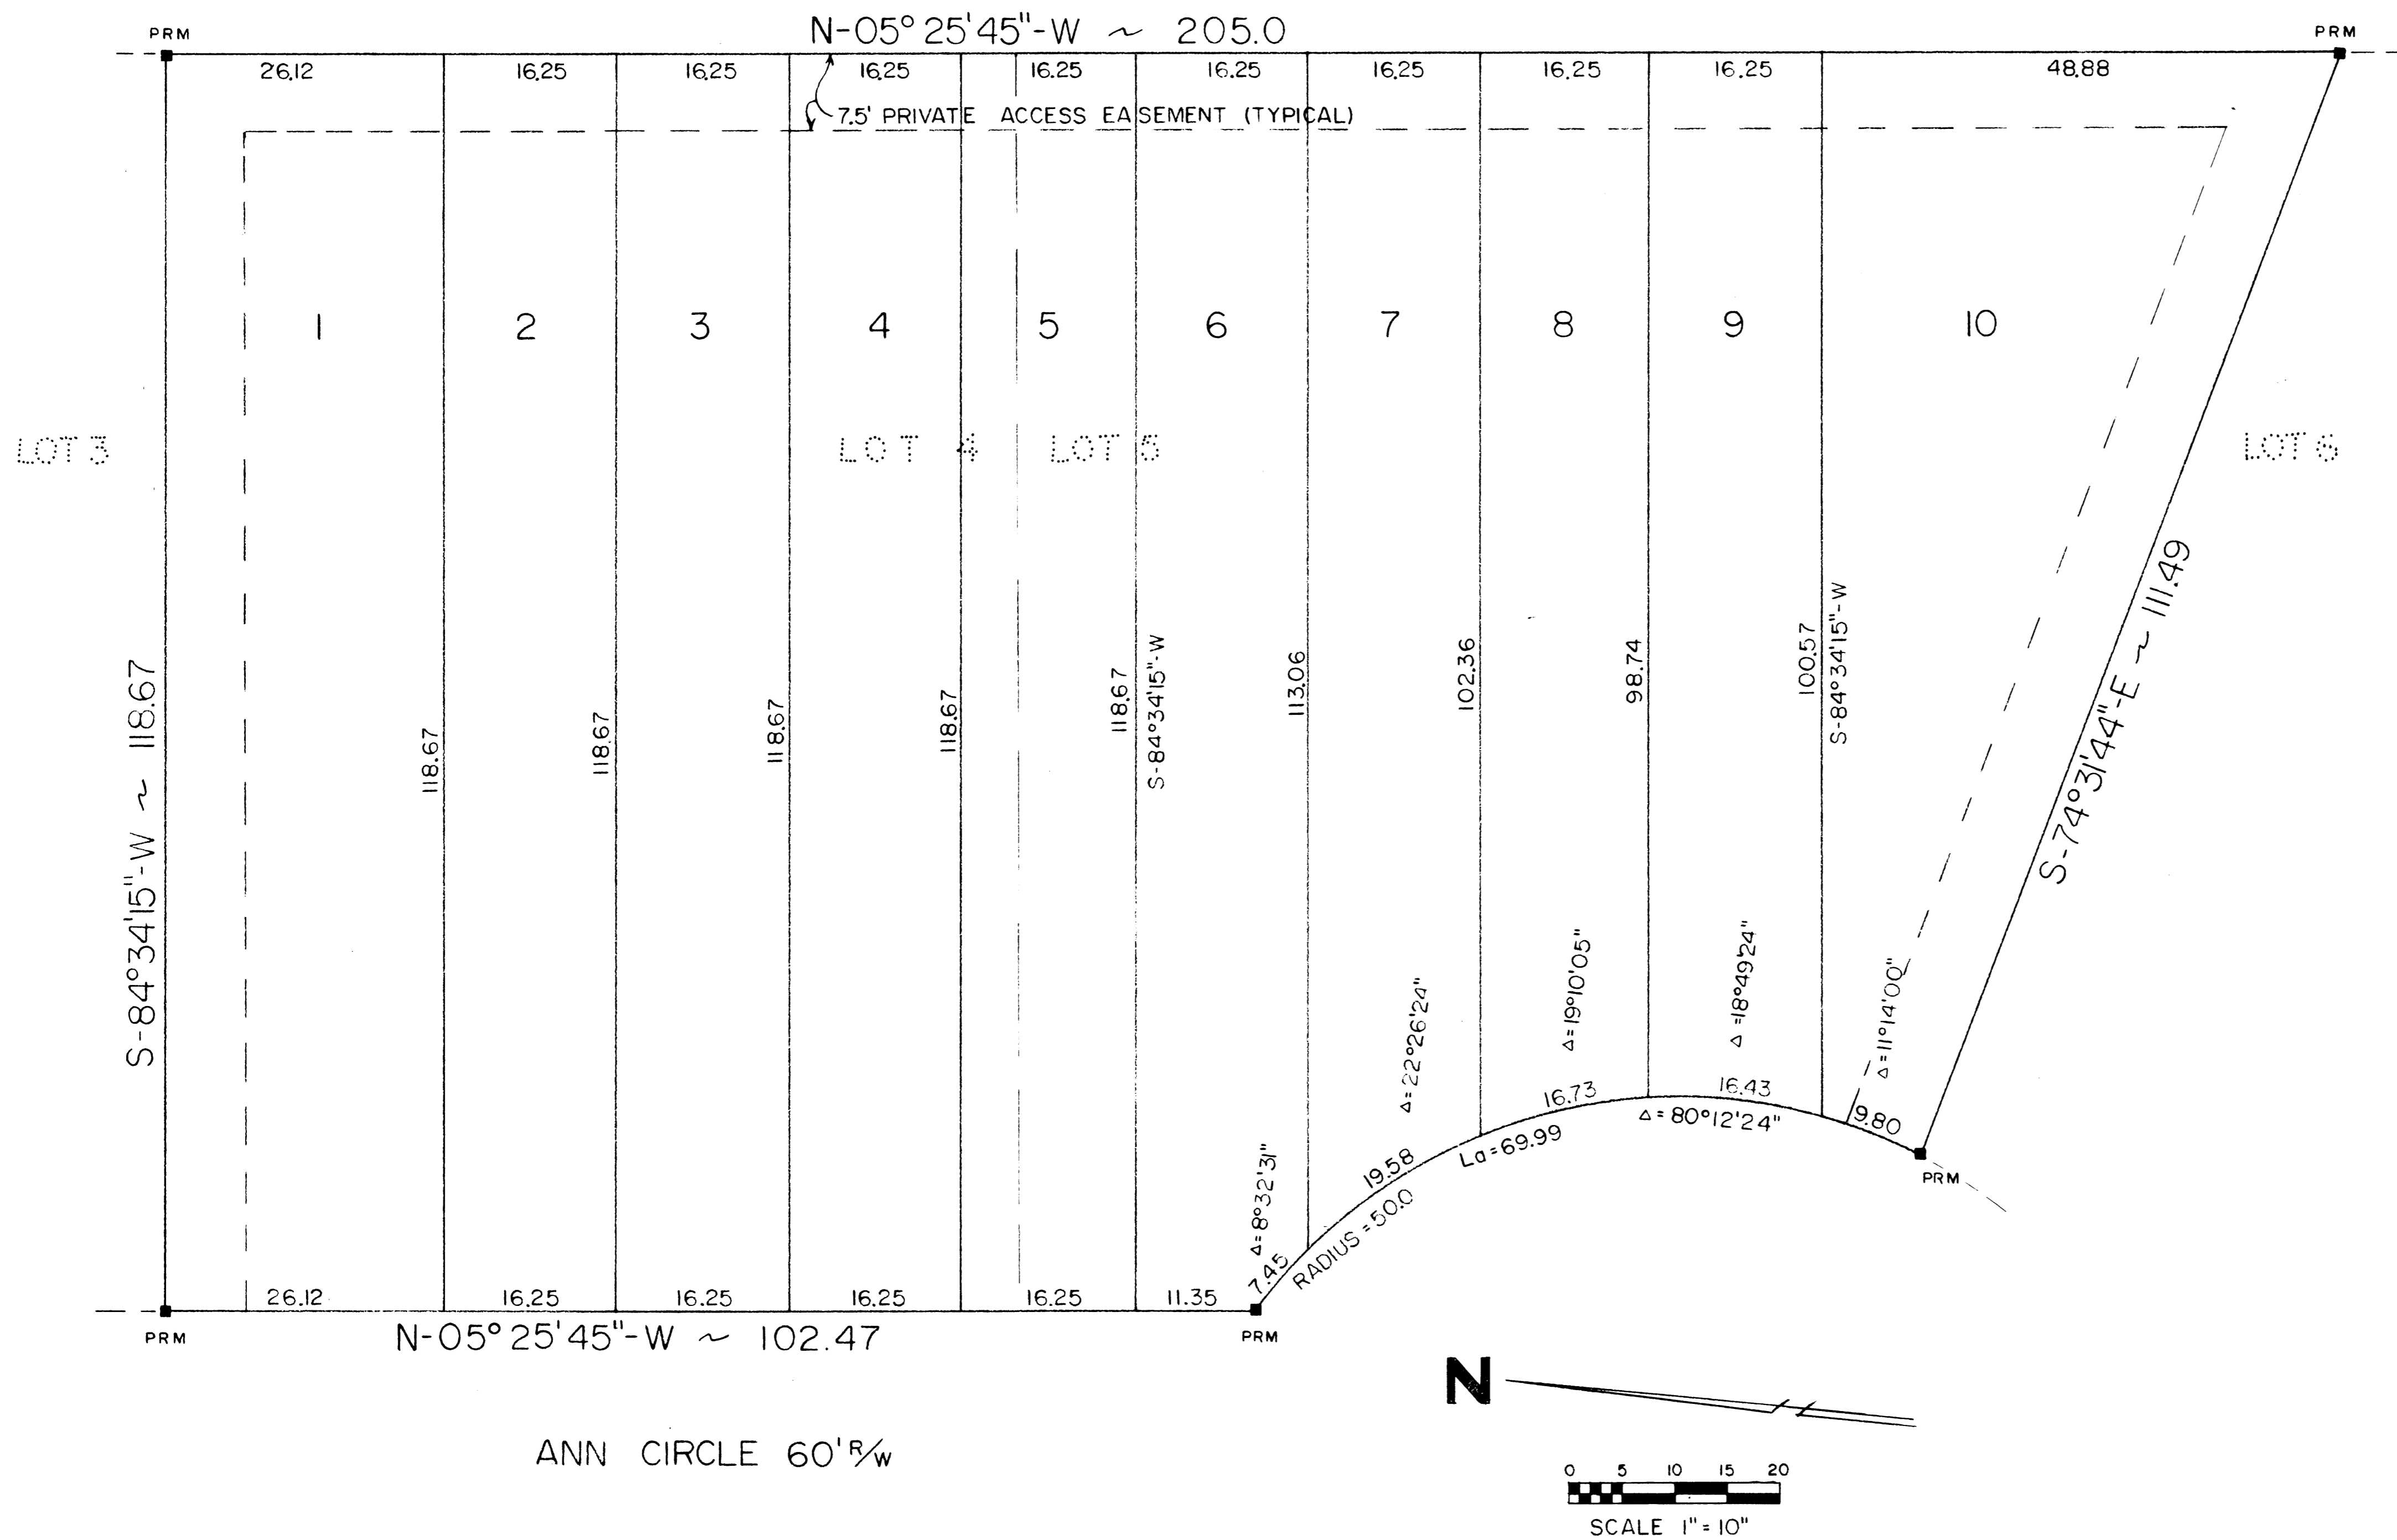 N-05°25'45"-W ~ 205.0
PRM
PRM
26.12
16.25
16.25
16.25
16.25
16.25
16.25
16.25
16.25
48.88
7.5' PRIVATE ACCESS EASEMENT (TYPICAL)
1
2
3
4
5
6
7
8
9
10
LOT 3
LOT 4
LOT 5
LOT 6
S-84°34'15"-W ~ 118.67
118.67
118.67
118.67
118.67
118.67
S-84°34'15"-W
113.06
102.36
98.74
100.57
S-84°34'15"-W
S-74°31'44"-E ~ 111.49
Δ=8°32'31"
Δ=22°26'24"
Δ=19°10'05"
Δ=18°49'24"
Δ=11°14'00"
7.45
19.58
16.73
16.43
9.80
RADIUS=50.0
La=69.99
Δ=80°12'24"
PRM
26.12
16.25
16.25
16.25
16.25
11.35
PRM
N-05°25'45"-W ~ 102.47
PRM
N
ANN CIRCLE 60' R/W
0 5 10 15 20
SCALE 1"=10"